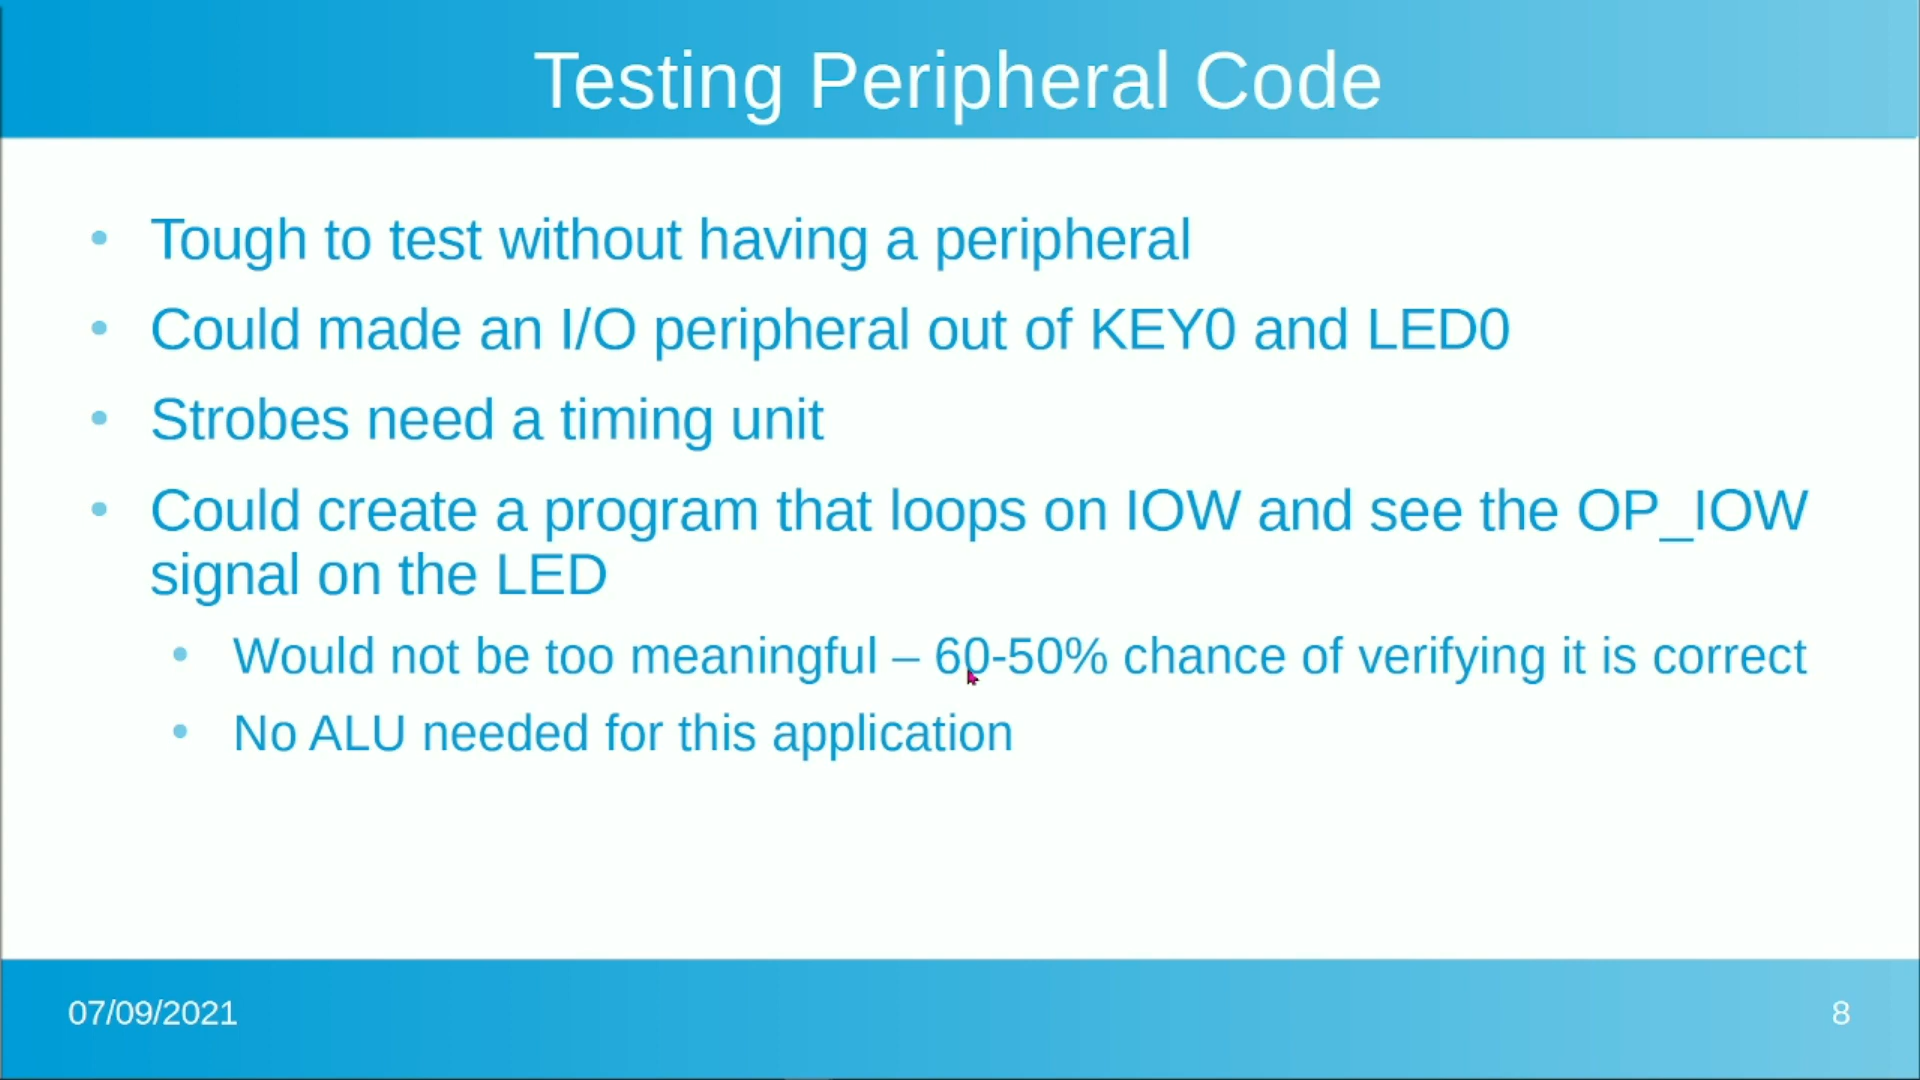 Testing Peripheral Code
• Tough to test without having a peripheral
• Could made an I/O peripheral out of KEY0 and LED0
• Strobes need a timing unit
• Could create a program that loops on IOW and see the OP_IOW
signal on the LED
• Would not be too meaningful – 60-50% chance of verifying it is correct
• No ALU needed for this application
07/09/2021
8